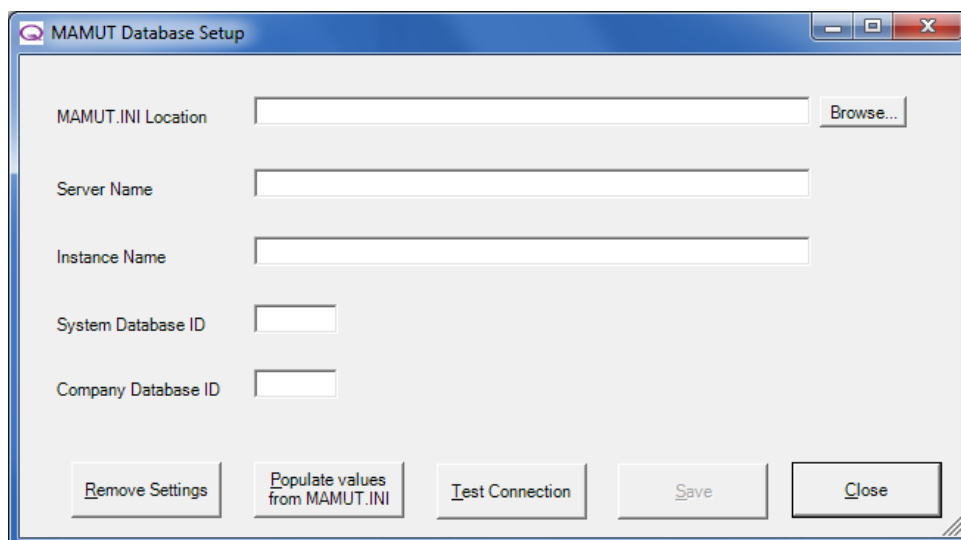 MAMUT Database Setup
MAMUT.INI Location
Browse...
Server Name
Instance Name
System Database ID
Company Database ID
Remove Settings
Populate values
from MAMUT.INI
Test Connection
Save
Close